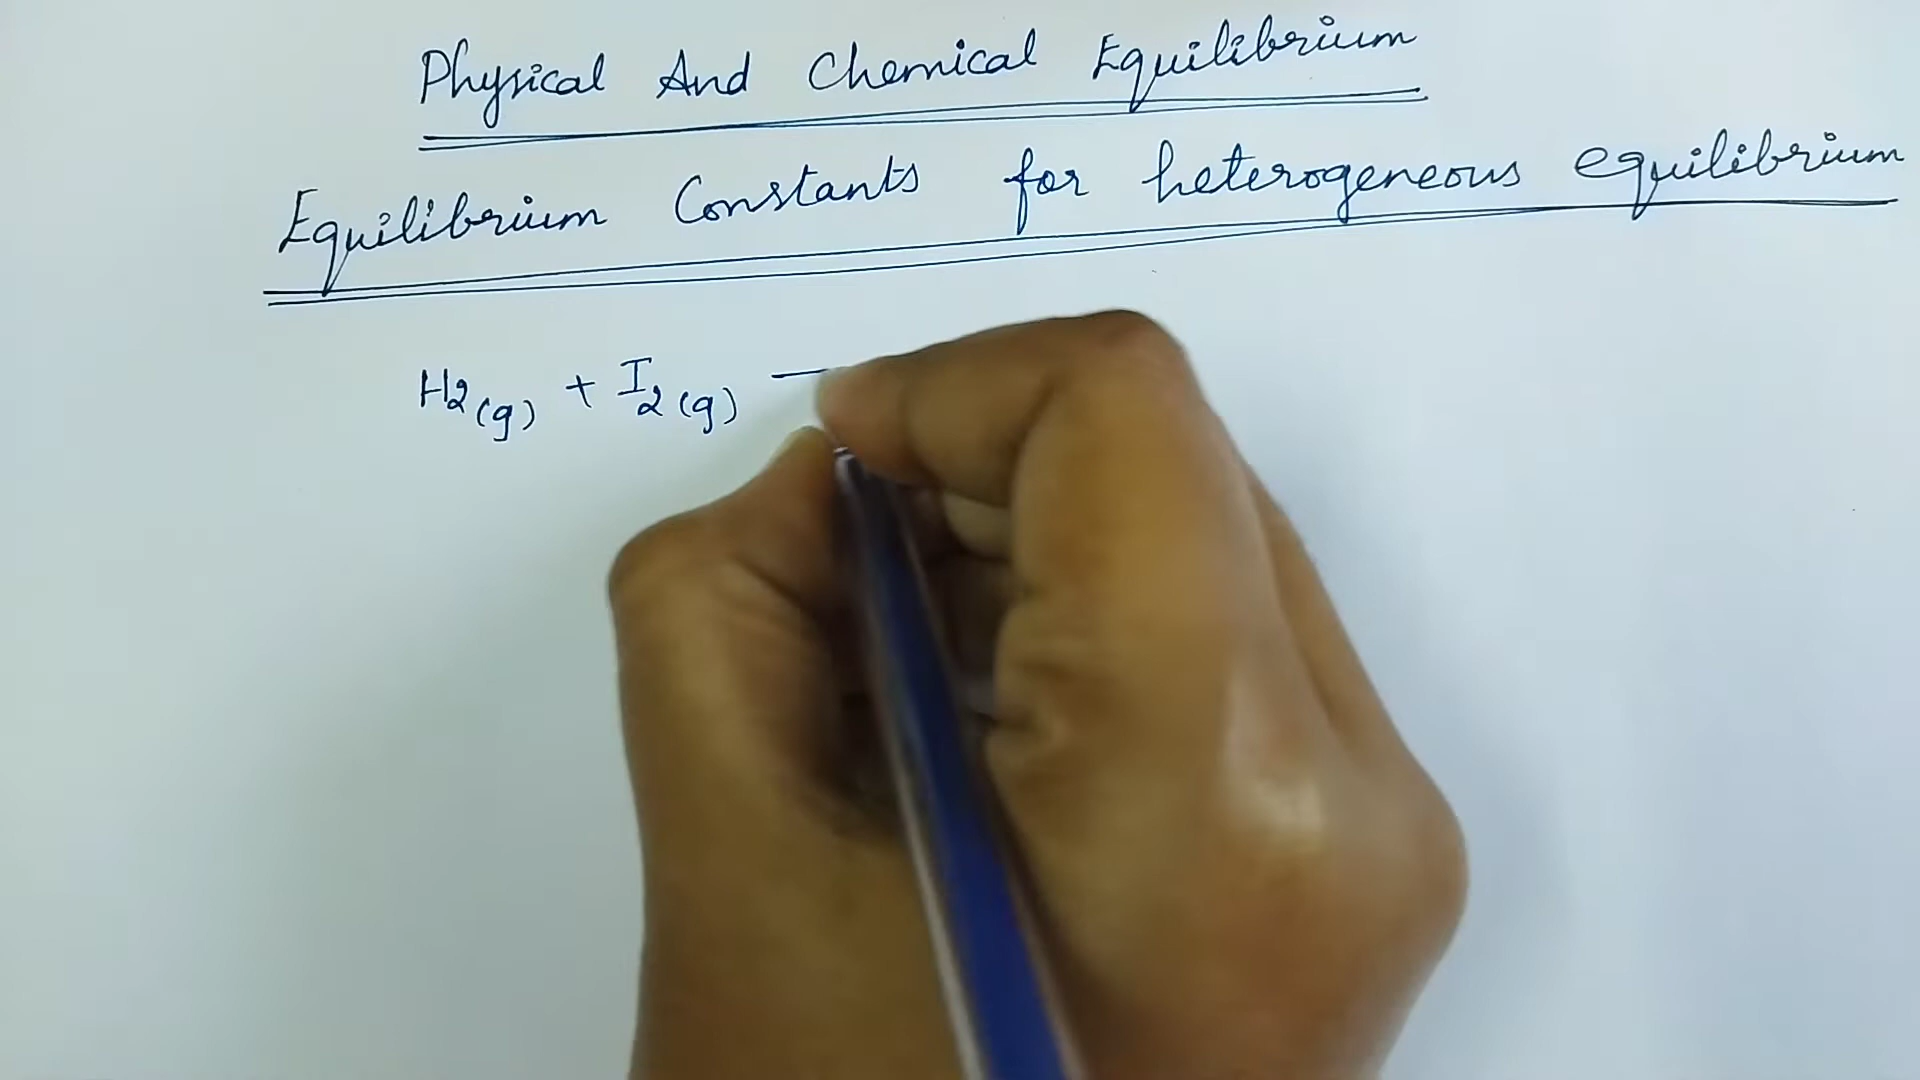 Physical And Chemical Equilibrium
Equilibrium Constants for heterogeneous equilibrium
H2(g) + I2(g) —